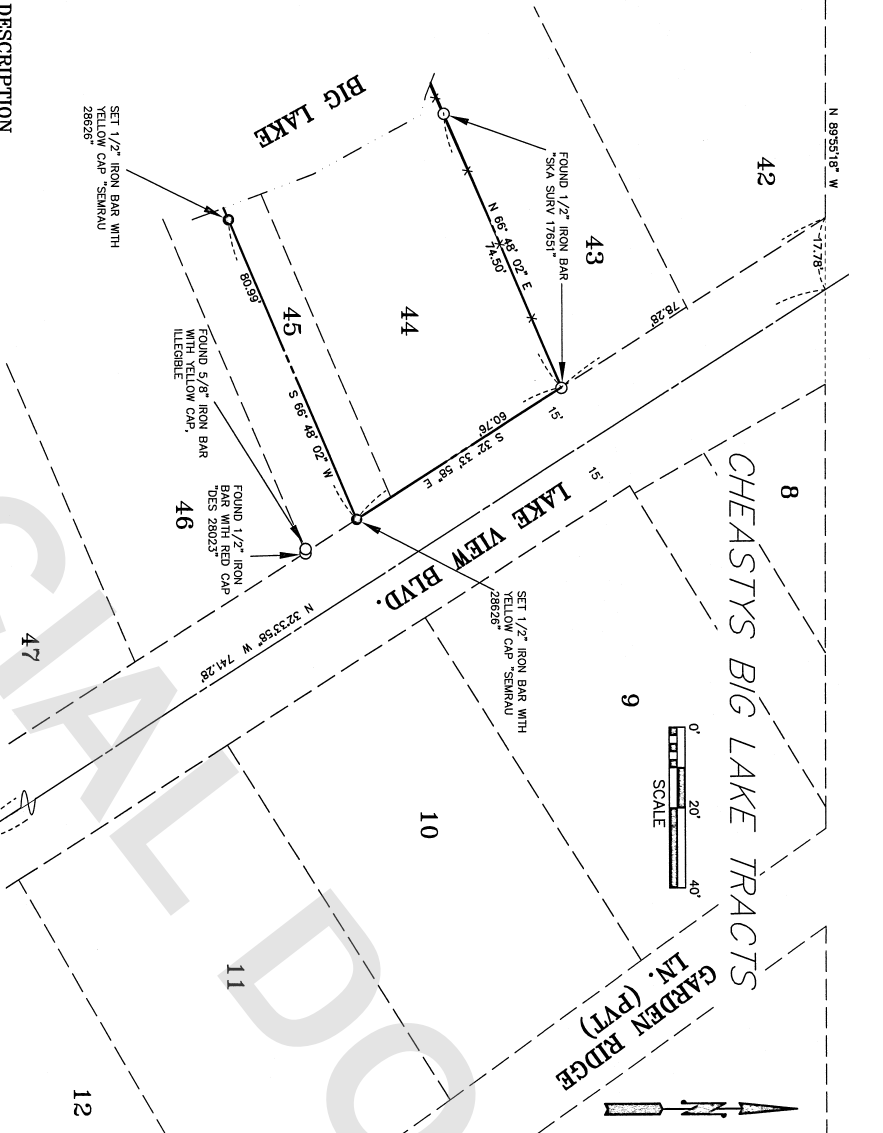 DESCRIPTION
N 89°55'18" W
17.78'
42
78.28'
43
FOUND 1/2" IRON BAR
"SKA SURV 17651"
N 66° 48' 02" E
74.50'
BIG LAKE
44
15'
15'
60.76'
S 32° 33' 58" E
45
80.99'
S 66° 48' 02" W
SET 1/2" IRON BAR WITH
YELLOW CAP "SEMRAU
28626"
FOUND 5/8" IRON BAR
WITH YELLOW CAP,
ILLEGIBLE
FOUND 1/2" IRON
BAR WITH RED CAP
"DES 28023"
46
47
LAKE VIEW BLVD.
N 32°33'58" W 741.28'
SET 1/2" IRON BAR WITH
YELLOW CAP "SEMRAU
28626"
CHEASTYS BIG LAKE TRACTS
8
9
10
11
12
0' 20' 40'
SCALE
GARDEN RIDGE
LN. (PVT)
N
CIAL DO